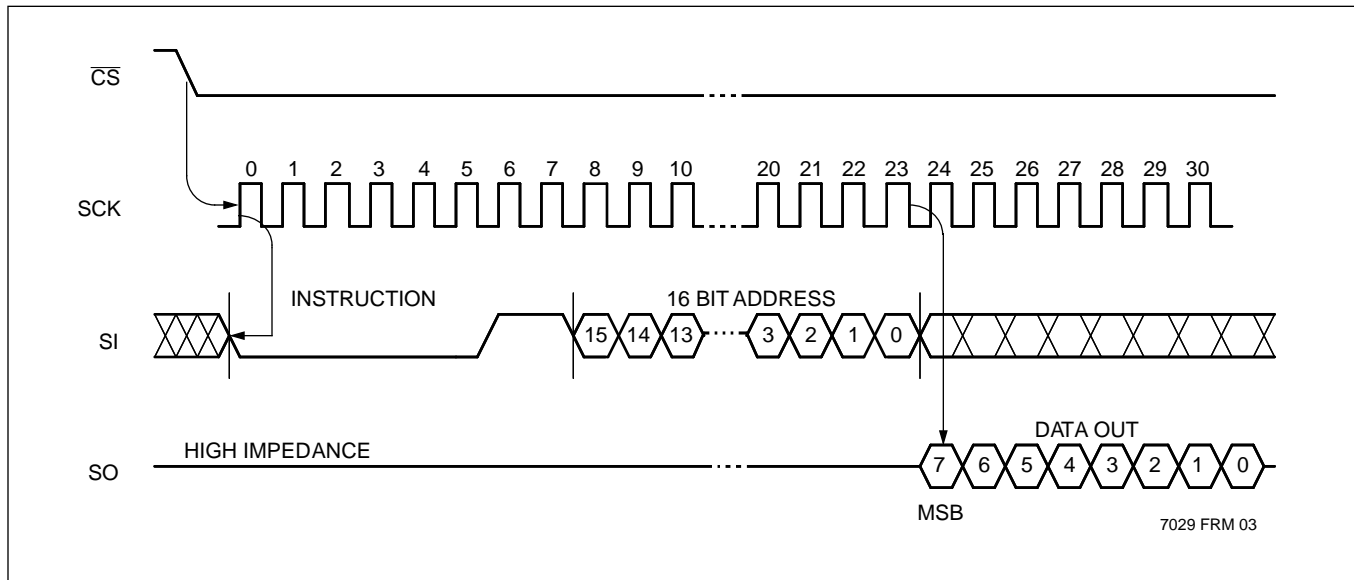 CS
0 1 2 3 4 5 6 7 8 9 10 20 21 22 23 24 25 26 27 28 29 30
SCK
INSTRUCTION 16 BIT ADDRESS
SI 15 14 13 3 2 1 0
HIGH IMPEDANCE DATA OUT
SO 7 6 5 4 3 2 1 0
MSB
7029 FRM 03